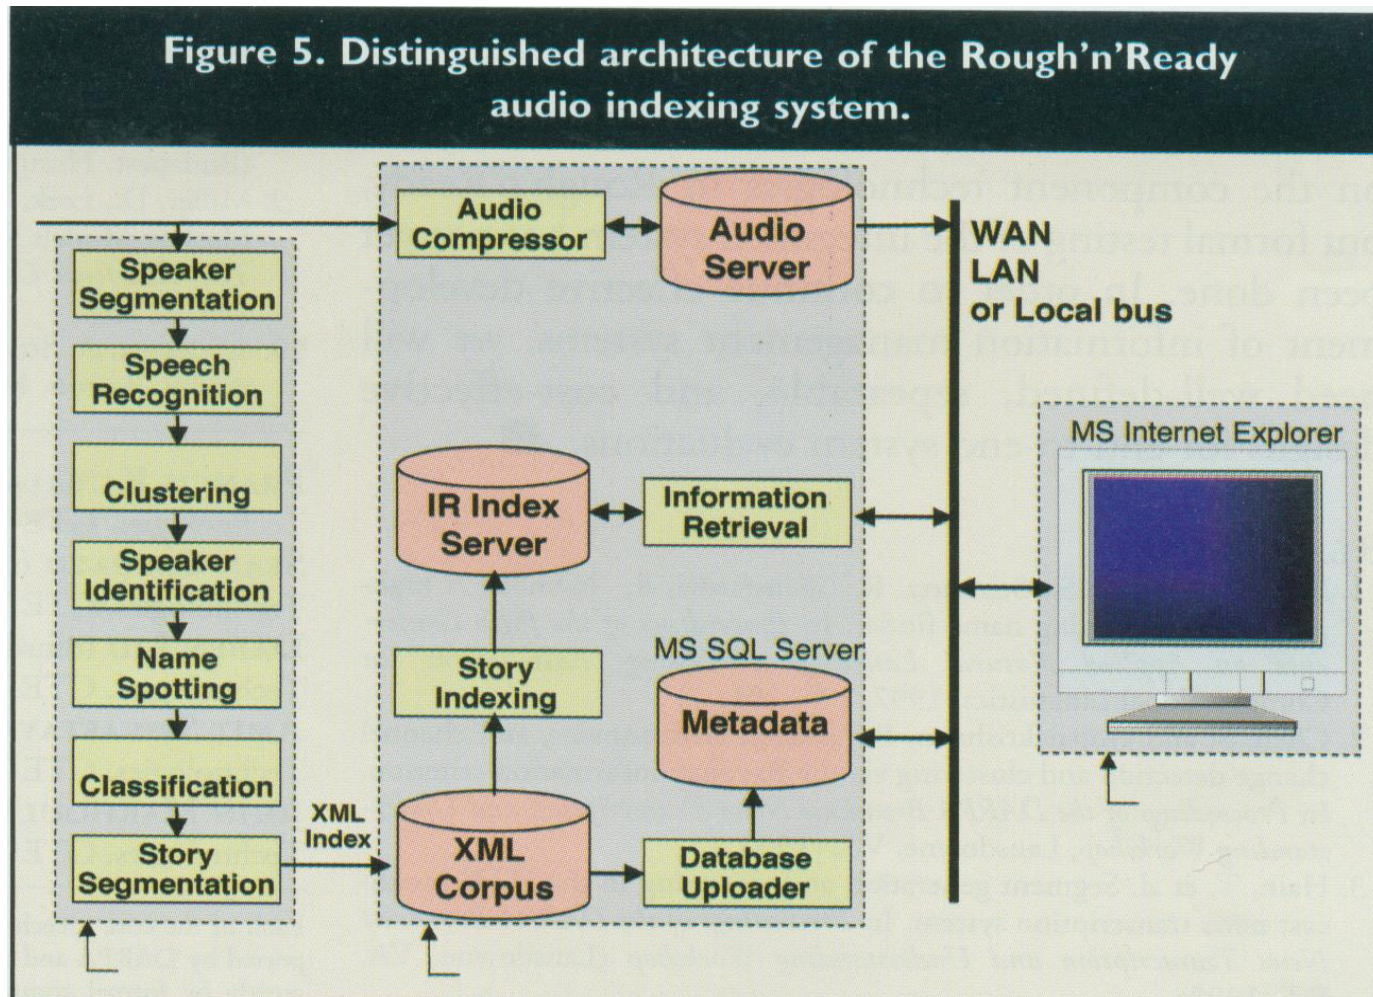 Figure 5. Distinguished architecture of the Rough'n'Ready
audio indexing system.
Audio
Compressor
Audio
Server
WAN
LAN
or Local bus
Speaker
Segmentation
Speech
Recognition
Clustering
Speaker
Identification
Name
Spotting
Classification
Story
Segmentation
XML
Index
IR Index
Server
Information
Retrieval
Story
Indexing
MS SQL Server
Metadata
XML
Corpus
Database
Uploader
MS Internet Explorer